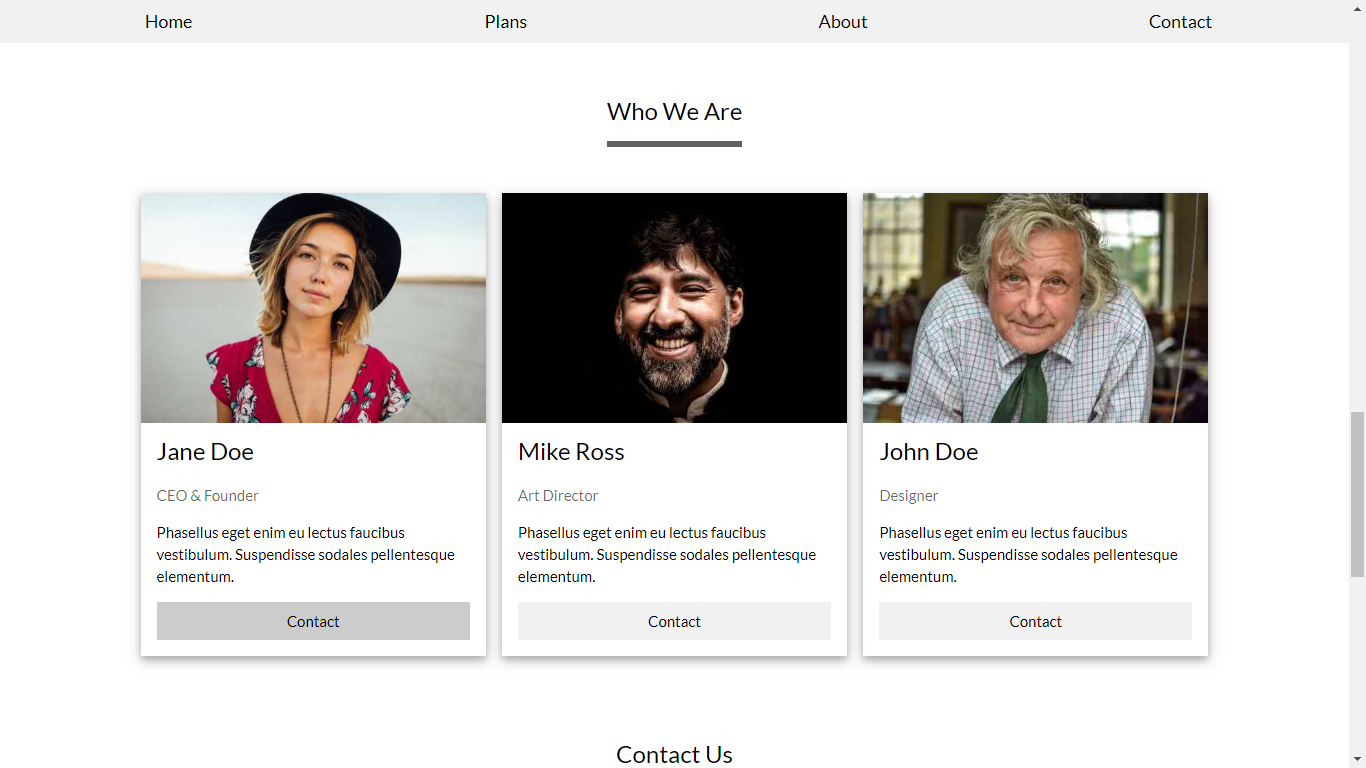 Home Plans About Contact
Who We Are
Jane Doe
CEO & Founder
Phasellus eget enim eu lectus faucibus
vestibulum. Suspendisse sodales pellentesque
elementum.
Contact
Mike Ross
Art Director
Phasellus eget enim eu lectus faucibus
vestibulum. Suspendisse sodales pellentesque
elementum.
Contact
John Doe
Designer
Phasellus eget enim eu lectus faucibus
vestibulum. Suspendisse sodales pellentesque
elementum.
Contact
Contact Us